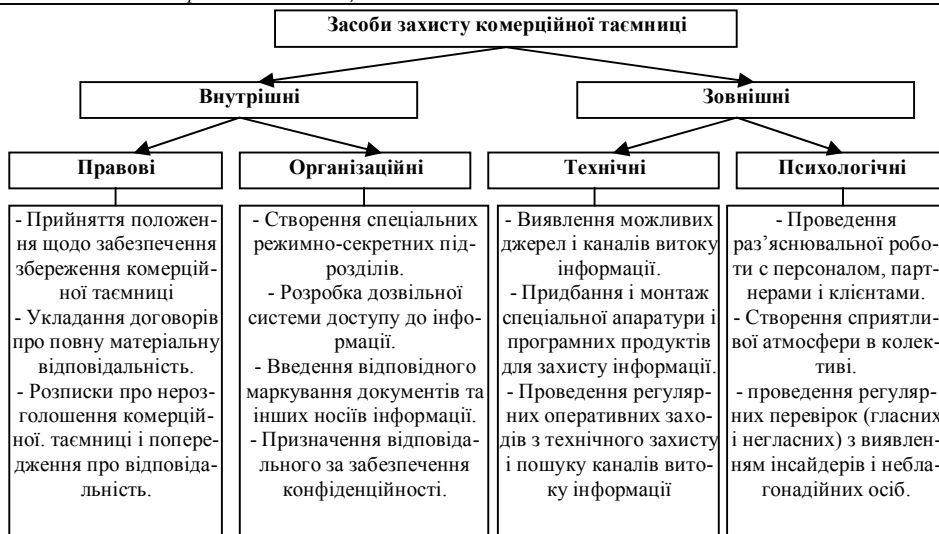 Засоби захисту комерційної таємниці
Внутрішні
Зовнішні
Правові
Організаційні
Технічні
Психологічні
- Прийняття положен-
ня щодо забезпечення
збереження комерцій-
ної таємниці
- Укладання договорів
про повну матеріальну
відповідальність.
- Розписки про нероз-
голошення комерцій-
ної. таємниці і попере-
дження про відповіда-
льність.
- Створення спеціальних
режимно-секретних під-
розділів.
- Розробка дозвільної
системи доступу до інфо-
рмації.
- Введення відповідного
маркування документів та
інших носіїв інформації.
- Призначення відповіда-
льного за забезпечення
конфіденційності.
- Виявлення можливих
джерел і каналів витоку
інформації.
- Придбання і монтаж
спеціальної апаратури і
програмних продуктів
для захисту інформації.
- Проведення регуляр-
них оперативних захо-
дів з технічного захисту
і пошуку каналів вито-
ку інформації
- Проведення
раз’яснювальної робо-
ти с персоналом, парт-
нерами і клієнтами.
- Створення сприятли-
вої атмосфери в колек-
тиві.
- проведення регуляр-
них перевірок (гласних
і негласних) з виявлен-
ням інсайдерів і небла-
гонадійних осіб.